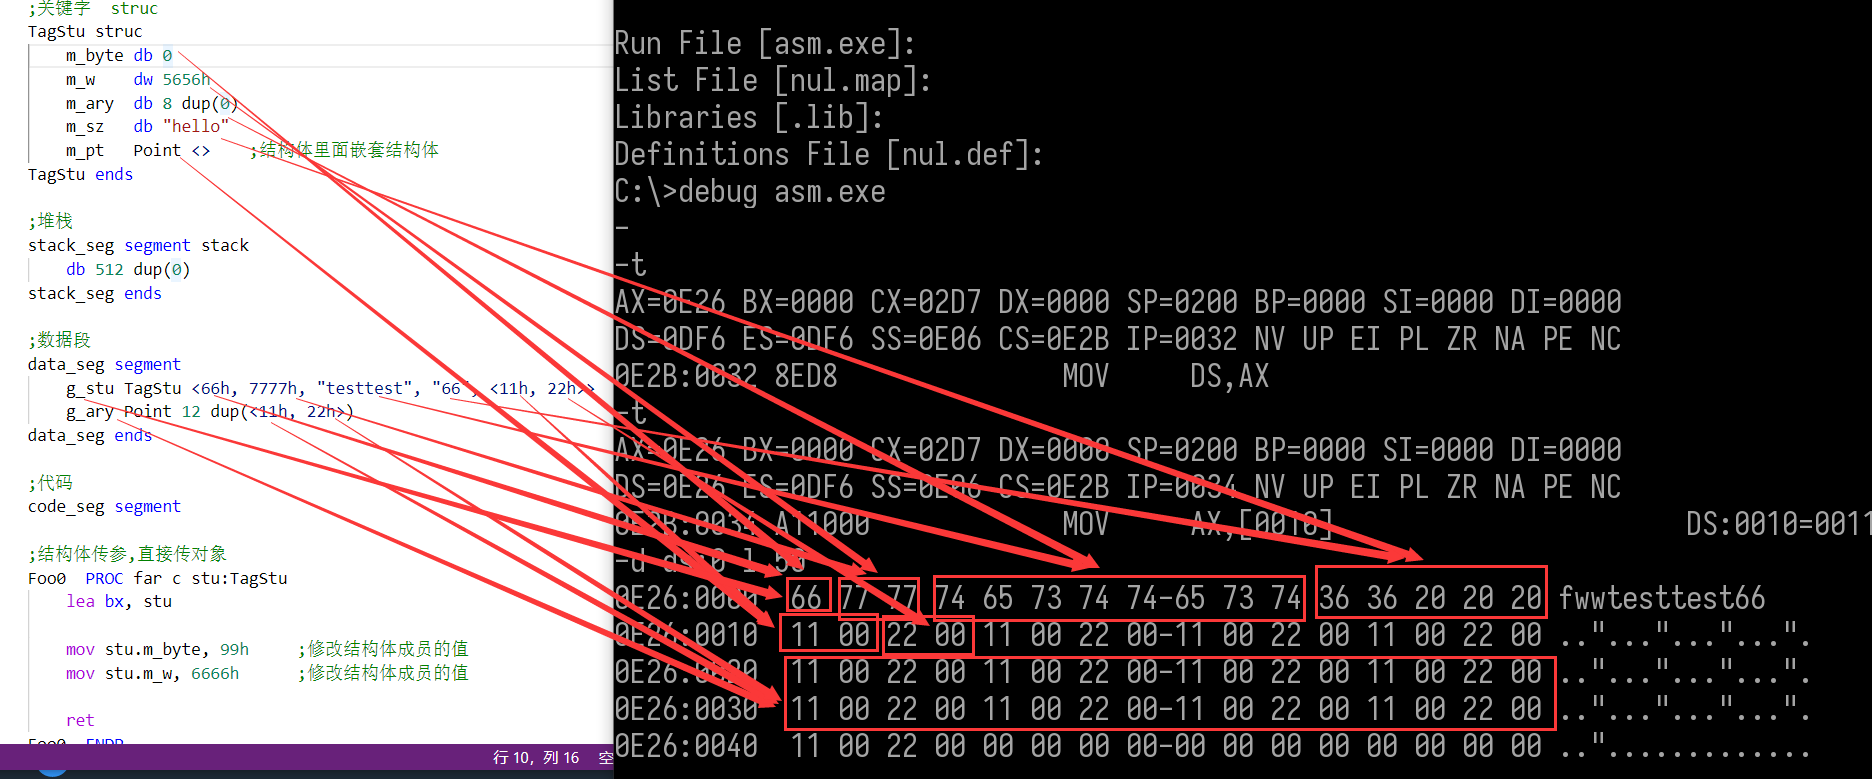 ;关键字  struc
TagStu struc
m_byte db 0
m_w    dw 5656h
m_ary  db 8 dup(0)
m_sz   db "hello"
m_pt   Point <>    ;结构体里面嵌套结构体
TagStu ends
;堆栈
stack_seg segment stack
db 512 dup(0)
stack_seg ends
;数据段
data_seg segment
g_stu TagStu <66h, 7777h, "testtest", "66", <11h, 22h>>
g_ary Point 12 dup(<11h, 22h>)
data_seg ends
;代码
code_seg segment
;结构体传参,直接传对象
Foo0  PROC far c stu:TagStu
lea bx, stu
mov stu.m_byte, 99h     ;修改结构体成员的值
mov stu.m_w, 6666h      ;修改结构体成员的值
ret
Foo0  ENDP
行 10，列 16    空
Run File [asm.exe]:
List File [nul.map]:
Libraries [.lib]:
Definitions File [nul.def]:
C:\>debug asm.exe
-
-t
AX=0E26 BX=0000 CX=02D7 DX=0000 SP=0200 BP=0000 SI=0000 DI=0000
DS=0DF6 ES=0DF6 SS=0E06 CS=0E2B IP=0032 NV UP EI PL ZR NA PE NC
0E2B:0032 8ED8              MOV     DS,AX
-t
AX=0E26 BX=0000 CX=02D7 DX=0000 SP=0200 BP=0000 SI=0000 DI=0000
DS=0E26 ES=0DF6 SS=0E06 CS=0E2B IP=0034 NV UP EI PL ZR NA PE NC
0E2B:0034 A11000            MOV     AX,[0010]                      DS:0010=0011
-d ds:0 l 50
0E26:0000  66 77 77 74 65 73 74 74-65 73 74 36 36 20 20 20 fwwtesttest66
0E26:0010  11 00 22 00 11 00 22 00-11 00 22 00 11 00 22 00 .."..."..."...".
0E26:0020  11 00 22 00 11 00 22 00-11 00 22 00 11 00 22 00 .."..."..."...".
0E26:0030  11 00 22 00 11 00 22 00-11 00 22 00 11 00 22 00 .."..."..."...".
0E26:0040  11 00 22 00 00 00 00 00-00 00 00 00 00 00 00 00 ..".............